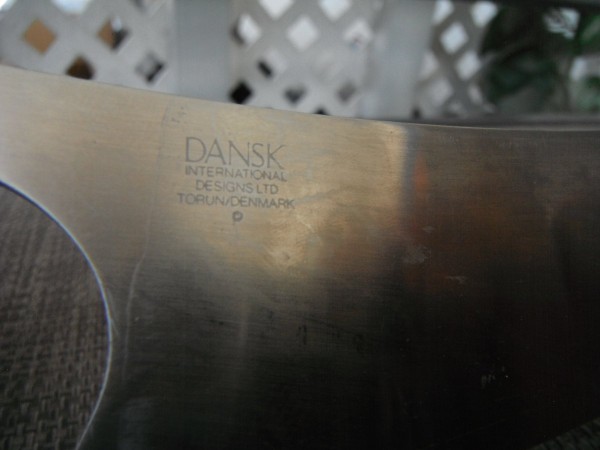 DANSK
INTERNATIONAL
DESIGNS LTD
TORUN/DENMARK
P